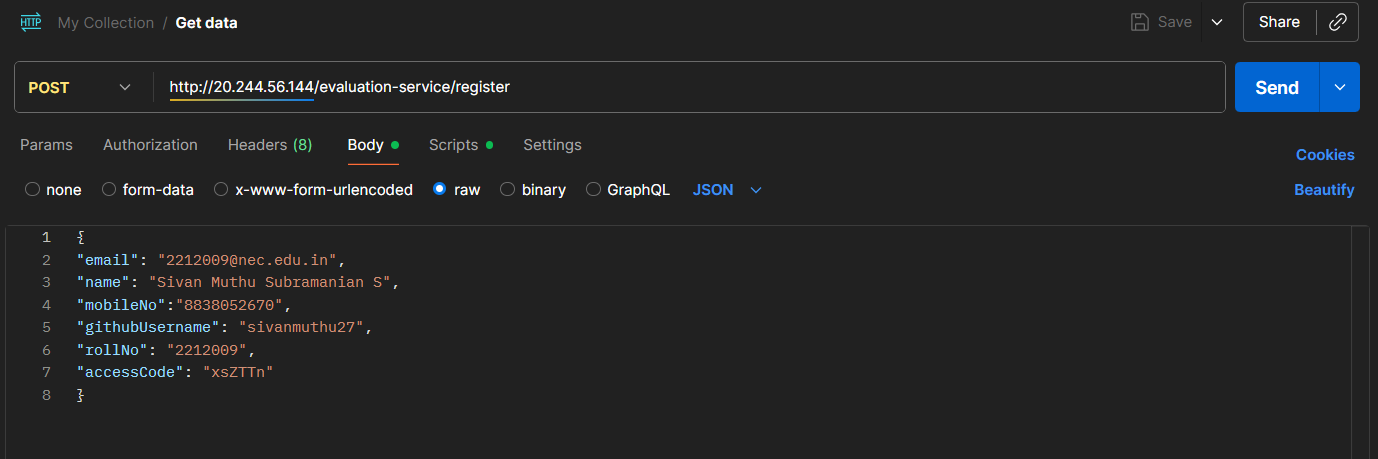 HTTP My Collection / Get data Save Share
POST http://20.244.56.144/evaluation-service/register Send
Params Authorization Headers (8) Body Scripts Settings Cookies
none form-data x-www-form-urlencoded raw binary GraphQL JSON Beautify
1 {
2 "email": "2212009@nec.edu.in",
3 "name": "Sivan Muthu Subramanian S",
4 "mobileNo":"8838052670",
5 "githubUsername": "sivanmuthu27",
6 "rollNo": "2212009",
7 "accessCode": "xsZTTn"
8 }